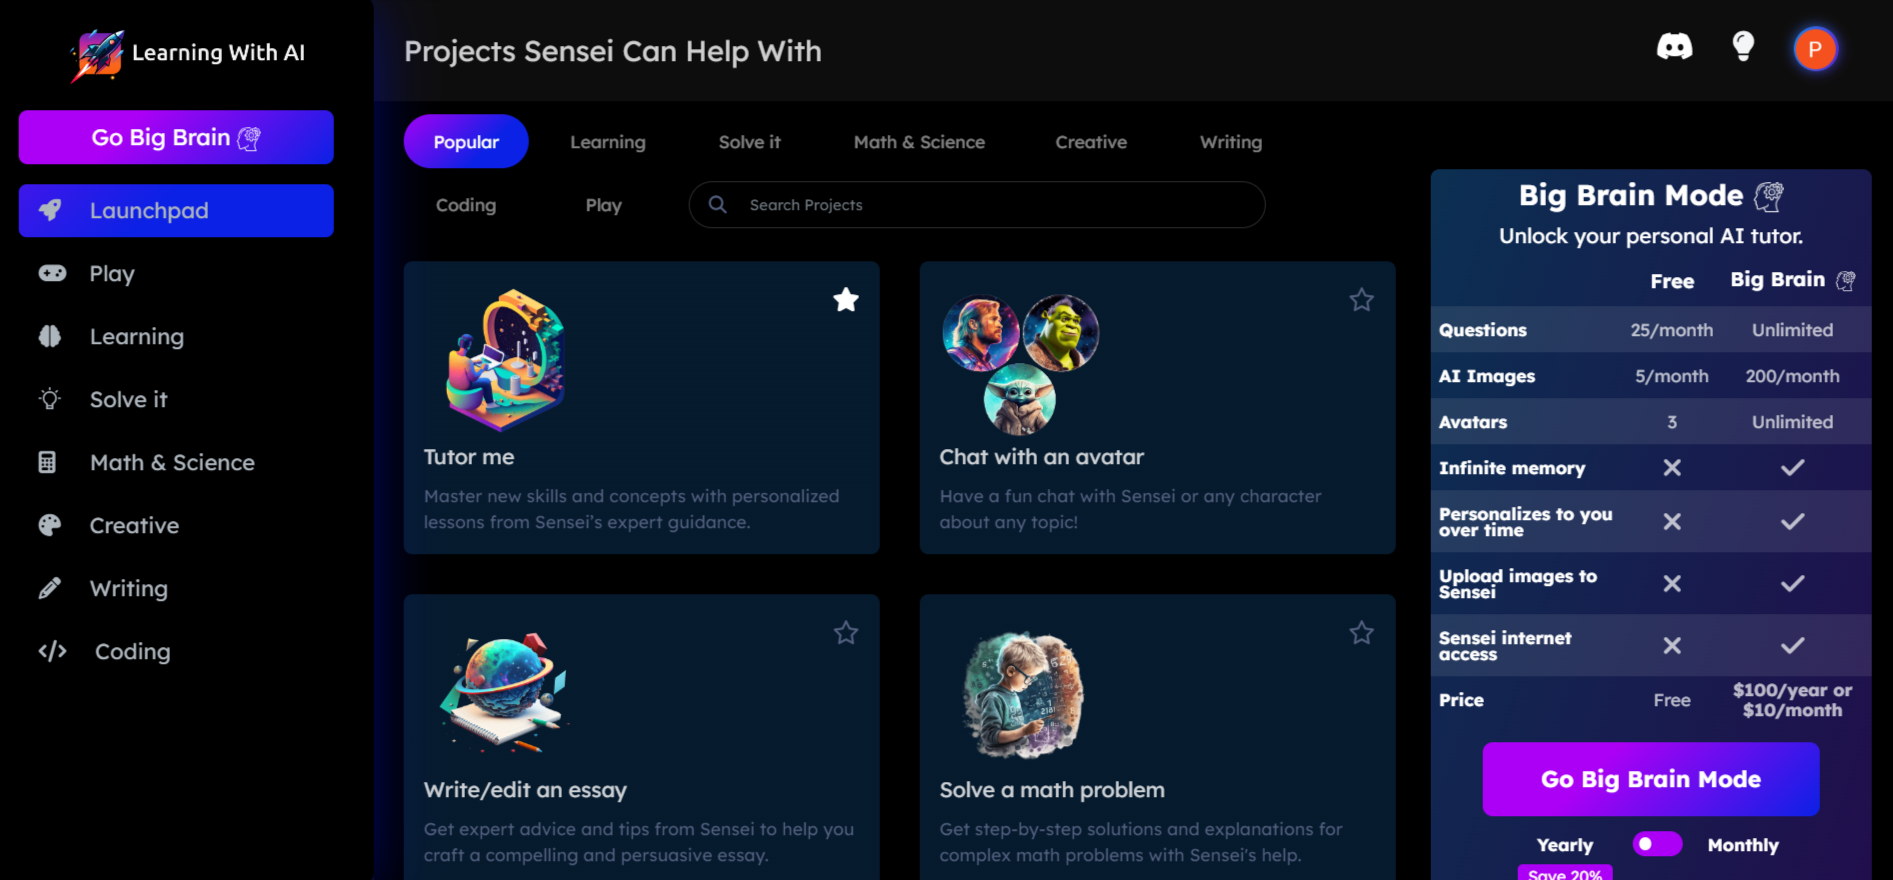 Learning With AI
Go Big Brain
Launchpad
Play
Learning
Solve it
Math & Science
Creative
Writing
Coding
Projects Sensei Can Help With
P
Popular
Learning
Solve it
Math & Science
Creative
Writing
Coding
Play
Search Projects
Tutor me
Master new skills and concepts with personalized
lessons from Sensei's expert guidance.
Chat with an avatar
Have a fun chat with Sensei or any character
about any topic!
Write/edit an essay
Get expert advice and tips from Sensei to help you
craft a compelling and persuasive essay.
Solve a math problem
Get step-by-step solutions and explanations for
complex math problems with Sensei's help.
Big Brain Mode
Unlock your personal AI tutor.
Free Big Brain
Questions 25/month Unlimited
AI Images 5/month 200/month
Avatars 3 Unlimited
Infinite memory
Personalizes to you
over time
Upload images to
Sensei
Sensei internet
access
Price Free $100/year or
$10/month
Go Big Brain Mode
Yearly Monthly
Save 20%